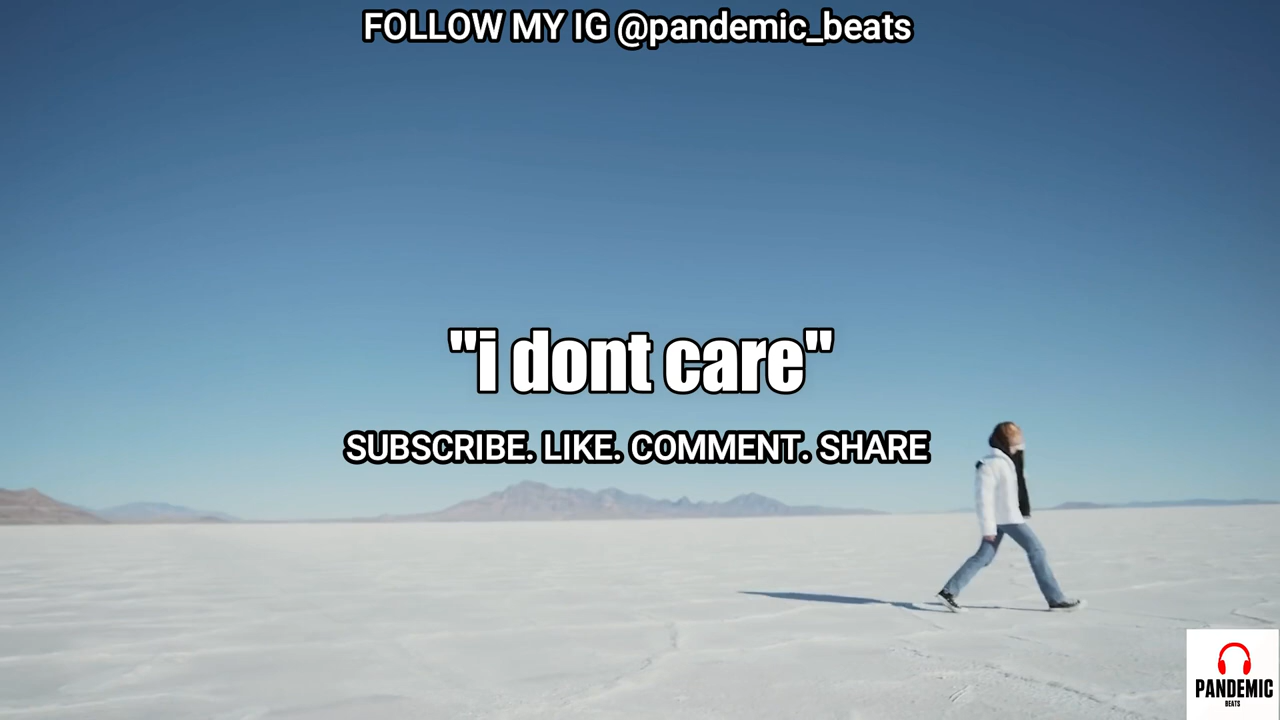 FOLLOW MY IG @pandemic_beats
"i dont care"
SUBSCRIBE. LIKE. COMMENT. SHARE
PANDEMIC
BEATS